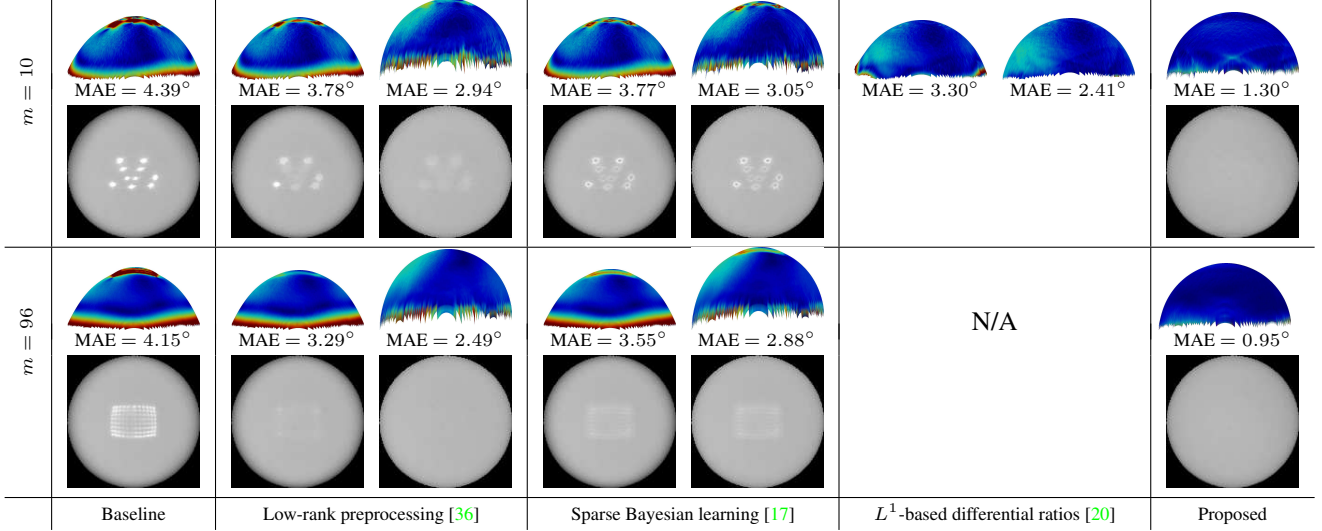 m = 10
MAE = 4.39°
MAE = 3.78°
MAE = 2.94°
MAE = 3.77°
MAE = 3.05°
MAE = 3.30°
MAE = 2.41°
MAE = 1.30°
m = 96
MAE = 4.15°
MAE = 3.29°
MAE = 2.49°
MAE = 3.55°
MAE = 2.88°
N/A
MAE = 0.95°
Baseline
Low-rank preprocessing [36]
Sparse Bayesian learning [17]
L¹-based differential ratios [20]
Proposed